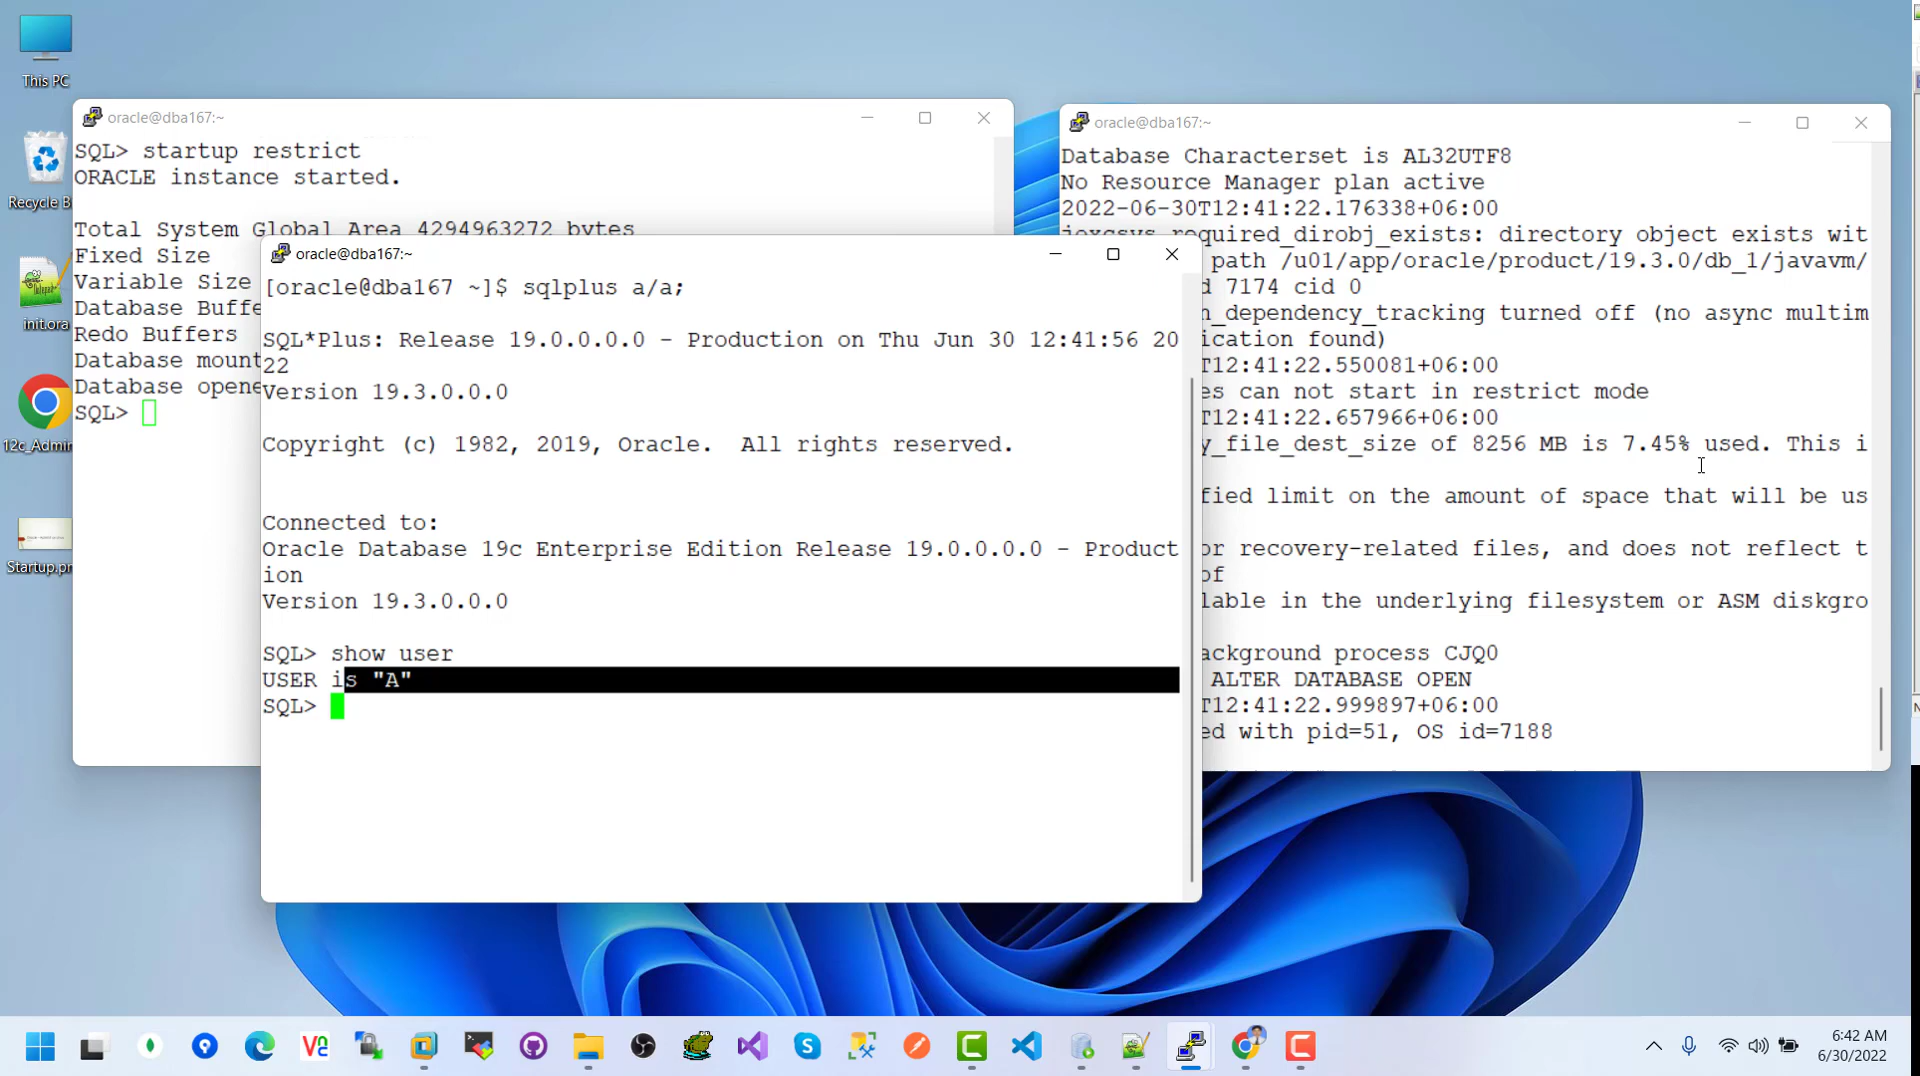 This PC
Recycle B
init.ora
12c_Admin
Startup.pr
oracle@dba167:~
SQL> startup restrict
ORACLE instance started.
Total System Global Area 4294963272 bytes
Fixed Size
Variable Size
Database Buffe
Redo Buffers
Database mount
Database opene
SQL>
oracle@dba167:~
[oracle@dba167 ~]$ sqlplus a/a;
SQL*Plus: Release 19.0.0.0.0 - Production on Thu Jun 30 12:41:56 20
22
Version 19.3.0.0.0
Copyright (c) 1982, 2019, Oracle.  All rights reserved.
Connected to:
Oracle Database 19c Enterprise Edition Release 19.0.0.0.0 - Product
ion
Version 19.3.0.0.0
SQL> show user
USER is "A"
SQL>
oracle@dba167:~
Database Characterset is AL32UTF8
No Resource Manager plan active
2022-06-30T12:41:22.176338+06:00
joxcsys_required_dirobj_exists: directory object exists wit
path /u01/app/oracle/product/19.3.0/db_1/javavm/
d 7174 cid 0
n_dependency_tracking turned off (no async multim
ication found)
T12:41:22.550081+06:00
es can not start in restrict mode
T12:41:22.657966+06:00
y_file_dest_size of 8256 MB is 7.45% used. This i
fied limit on the amount of space that will be us
or recovery-related files, and does not reflect t
of
lable in the underlying filesystem or ASM diskgro
ackground process CJQ0
ALTER DATABASE OPEN
T12:41:22.999897+06:00
ed with pid=51, OS id=7188
6:42 AM
6/30/2022